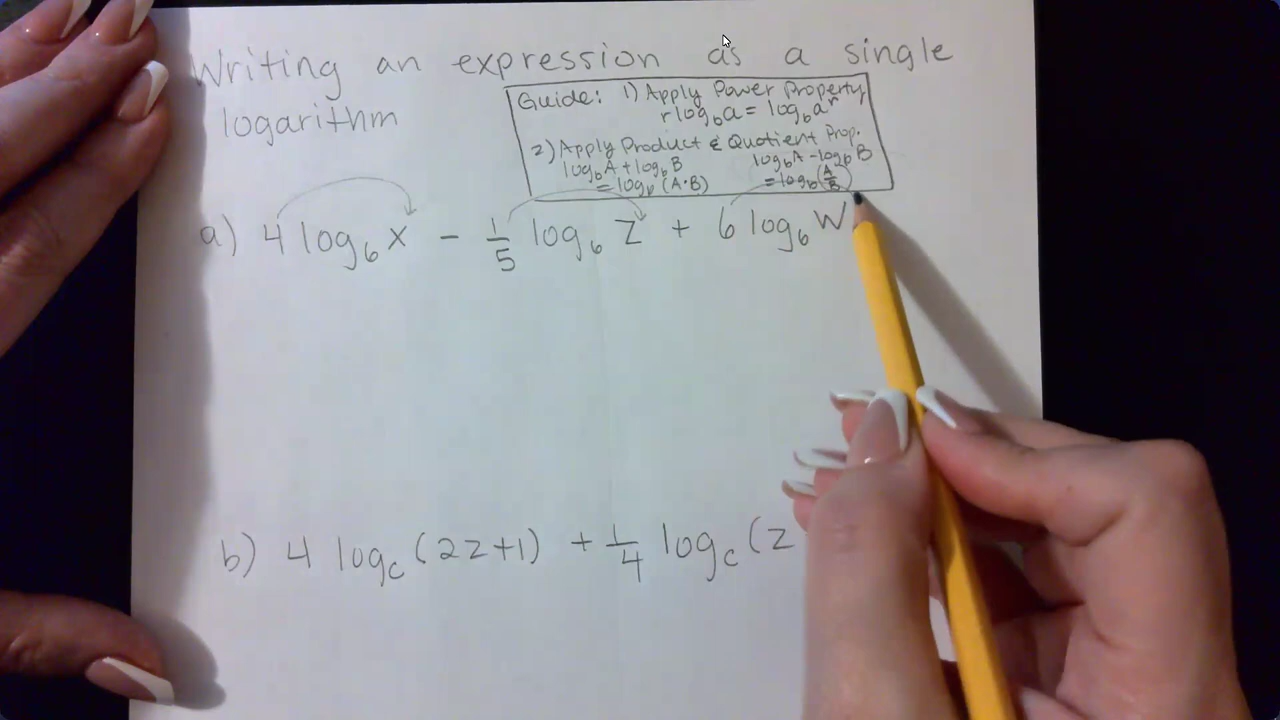 Writing an expression as a single
logarithm
Guide: 1) Apply Power Property
r log_b a = log_b a^r
2) Apply Product & Quotient Prop.
log_b A + log_b B
= log_b (A·B)
log_b A - log_b B
= log_b (A/B)
a) 4 log_6 x - 1/5 log_6 Z + 6 log_6 W
b) 4 log_c (2z+1) + 1/4 log_c (z